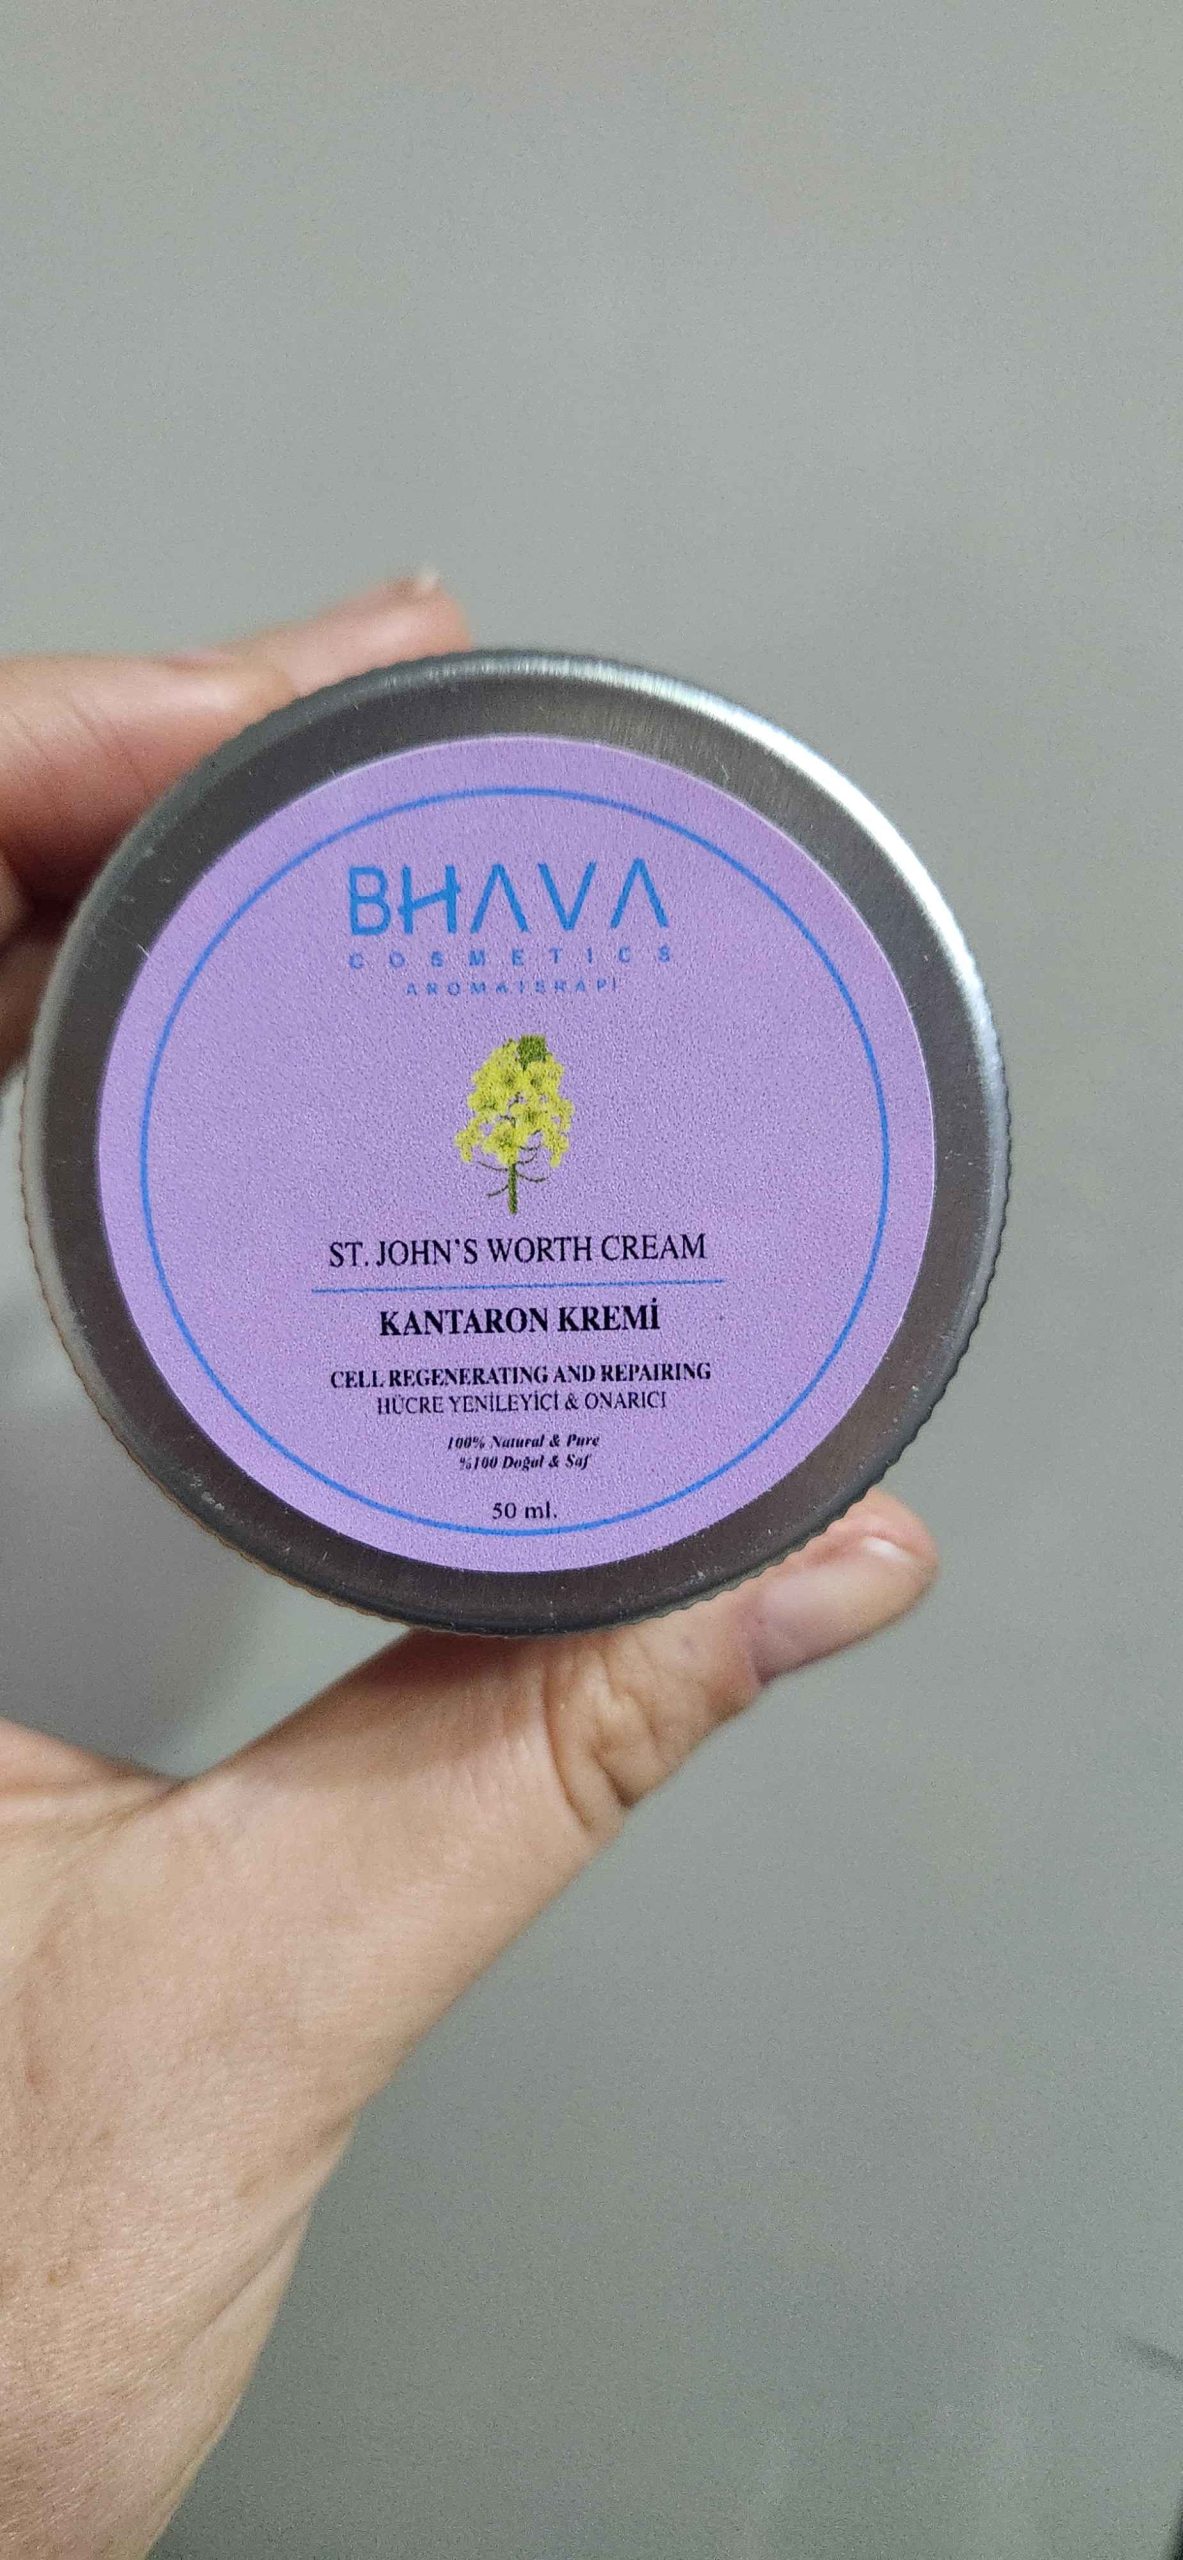 BHAVA
COSMETICS
AROMATERAPİ
ST. JOHN'S WORTH CREAM
KANTARON KREMİ
CELL REGENERATING AND REPAIRING
HÜCRE YENİLEYİCİ & ONARICI
100% Natural & Pure
%100 Doğal & Saf
50 ml.